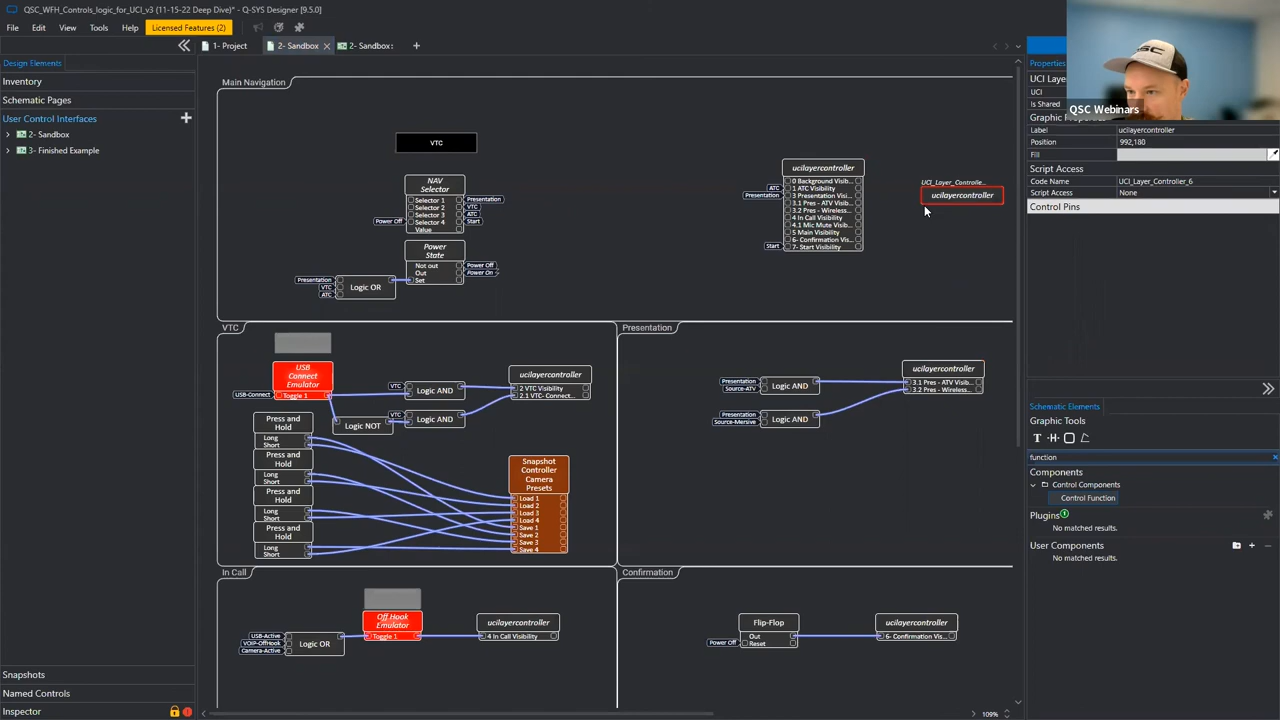 QSC_WFH_Controls_logic_for_UCI_v3 (11-15-22 Deep Dive)* - Q-SYS Designer [9.5.0]
File Edit View Tools Help Licensed Features (2)
1- Project
2- Sandbox
2- Sandbox:
Design Elements
Inventory
Schematic Pages
User Control Interfaces
2- Sandbox
3- Finished Example
Snapshots
Named Controls
Inspector
Main Navigation
VTC
NAV
Selector
Selector 1
Selector 2
Selector 3
Selector 4
Value
Presentation
VTC
ATC
Start
Power Off
Power
State
Not out
Out
Set
Power Off
Power On
Presentation
VTC
ATC
Logic OR
ucilayercontroller
0 Background Visib...
1 ATC Visibility
3 Presentation Visib...
3.1 Pres - ATV Visib...
3.2 Pres - Wireless...
4 In Call Visibility
4.1 Mic Mute Visib...
5 Main Visibility
6- Confirmation Vis...
7- Start Visibility
ATC
Presentation
Start
UCI_Layer_Controlle...
ucilayercontroller
VTC
USB
Connect
Emulator
Toggle 1
USB-Connect
VTC
Logic AND
Logic NOT
VTC
Logic AND
ucilayercontroller
2 VTC Visibility
2.1 VTC- Connect...
Press and
Hold
Long
Short
Press and
Hold
Long
Short
Press and
Hold
Long
Short
Press and
Hold
Long
Short
Snapshot
Controller
Camera
Presets
Load 1
Load 2
Load 3
Load 4
Save 1
Save 2
Save 3
Save 4
Presentation
Presentation
Source-ATV
Logic AND
Presentation
Source-Mersive
Logic AND
ucilayercontroller
3.1 Pres - ATV Visib...
3.2 Pres - Wireless...
In Call
USB-Active
VOIP-OffHook
Camera-Active
Logic OR
Off Hook
Emulator
Toggle 1
ucilayercontroller
4 In Call Visibility
Confirmation
Power Off
Flip-Flop
Out
Reset
ucilayercontroller
6- Confirmation Vis...
109%
QSC
QSC Webinars
Properties
UCI Lay
UCI
Is Shared
Graphic Prope
Label ucilayercontroller
Position 992,180
Fill
Script Access
Code Name UCI_Layer_Controller_6
Script Access None
Control Pins
Schematic Elements
Graphic Tools
T
H
function
Components
Control Components
Control Function
Plugins
No matched results.
User Components
No matched results.